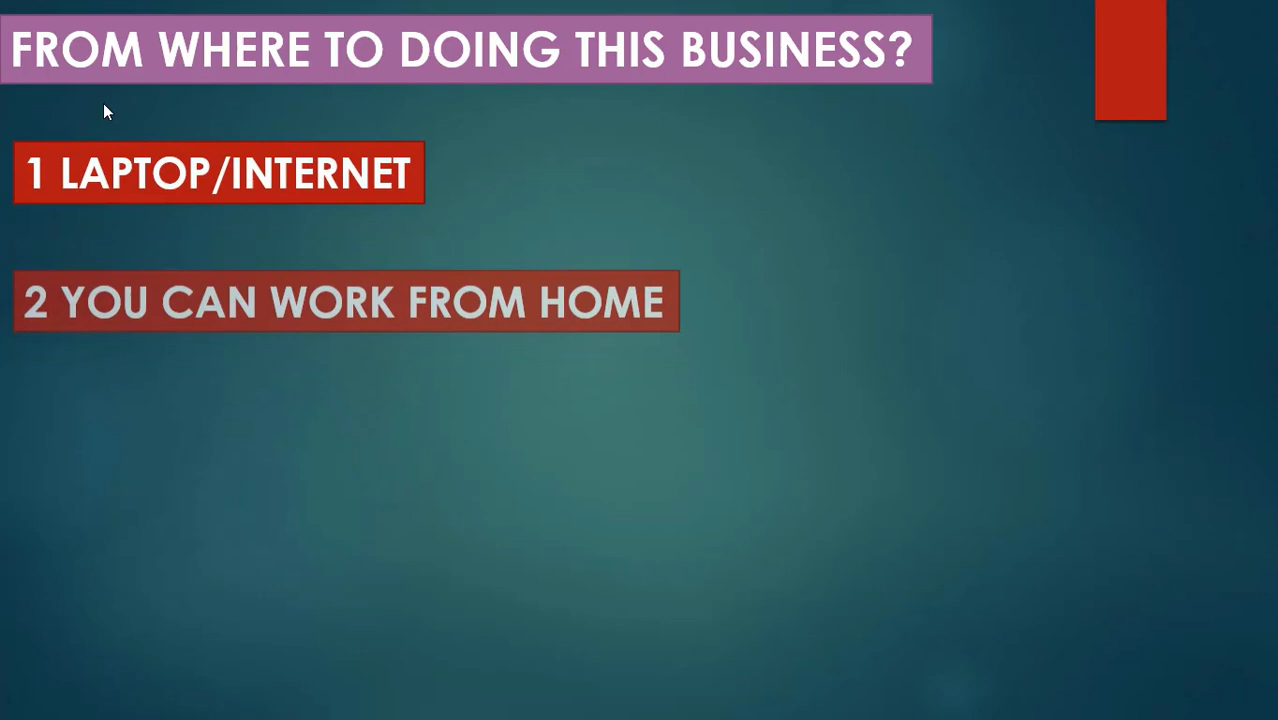 FROM WHERE TO DOING THIS BUSINESS?
1 LAPTOP/INTERNET
2 YOU CAN WORK FROM HOME